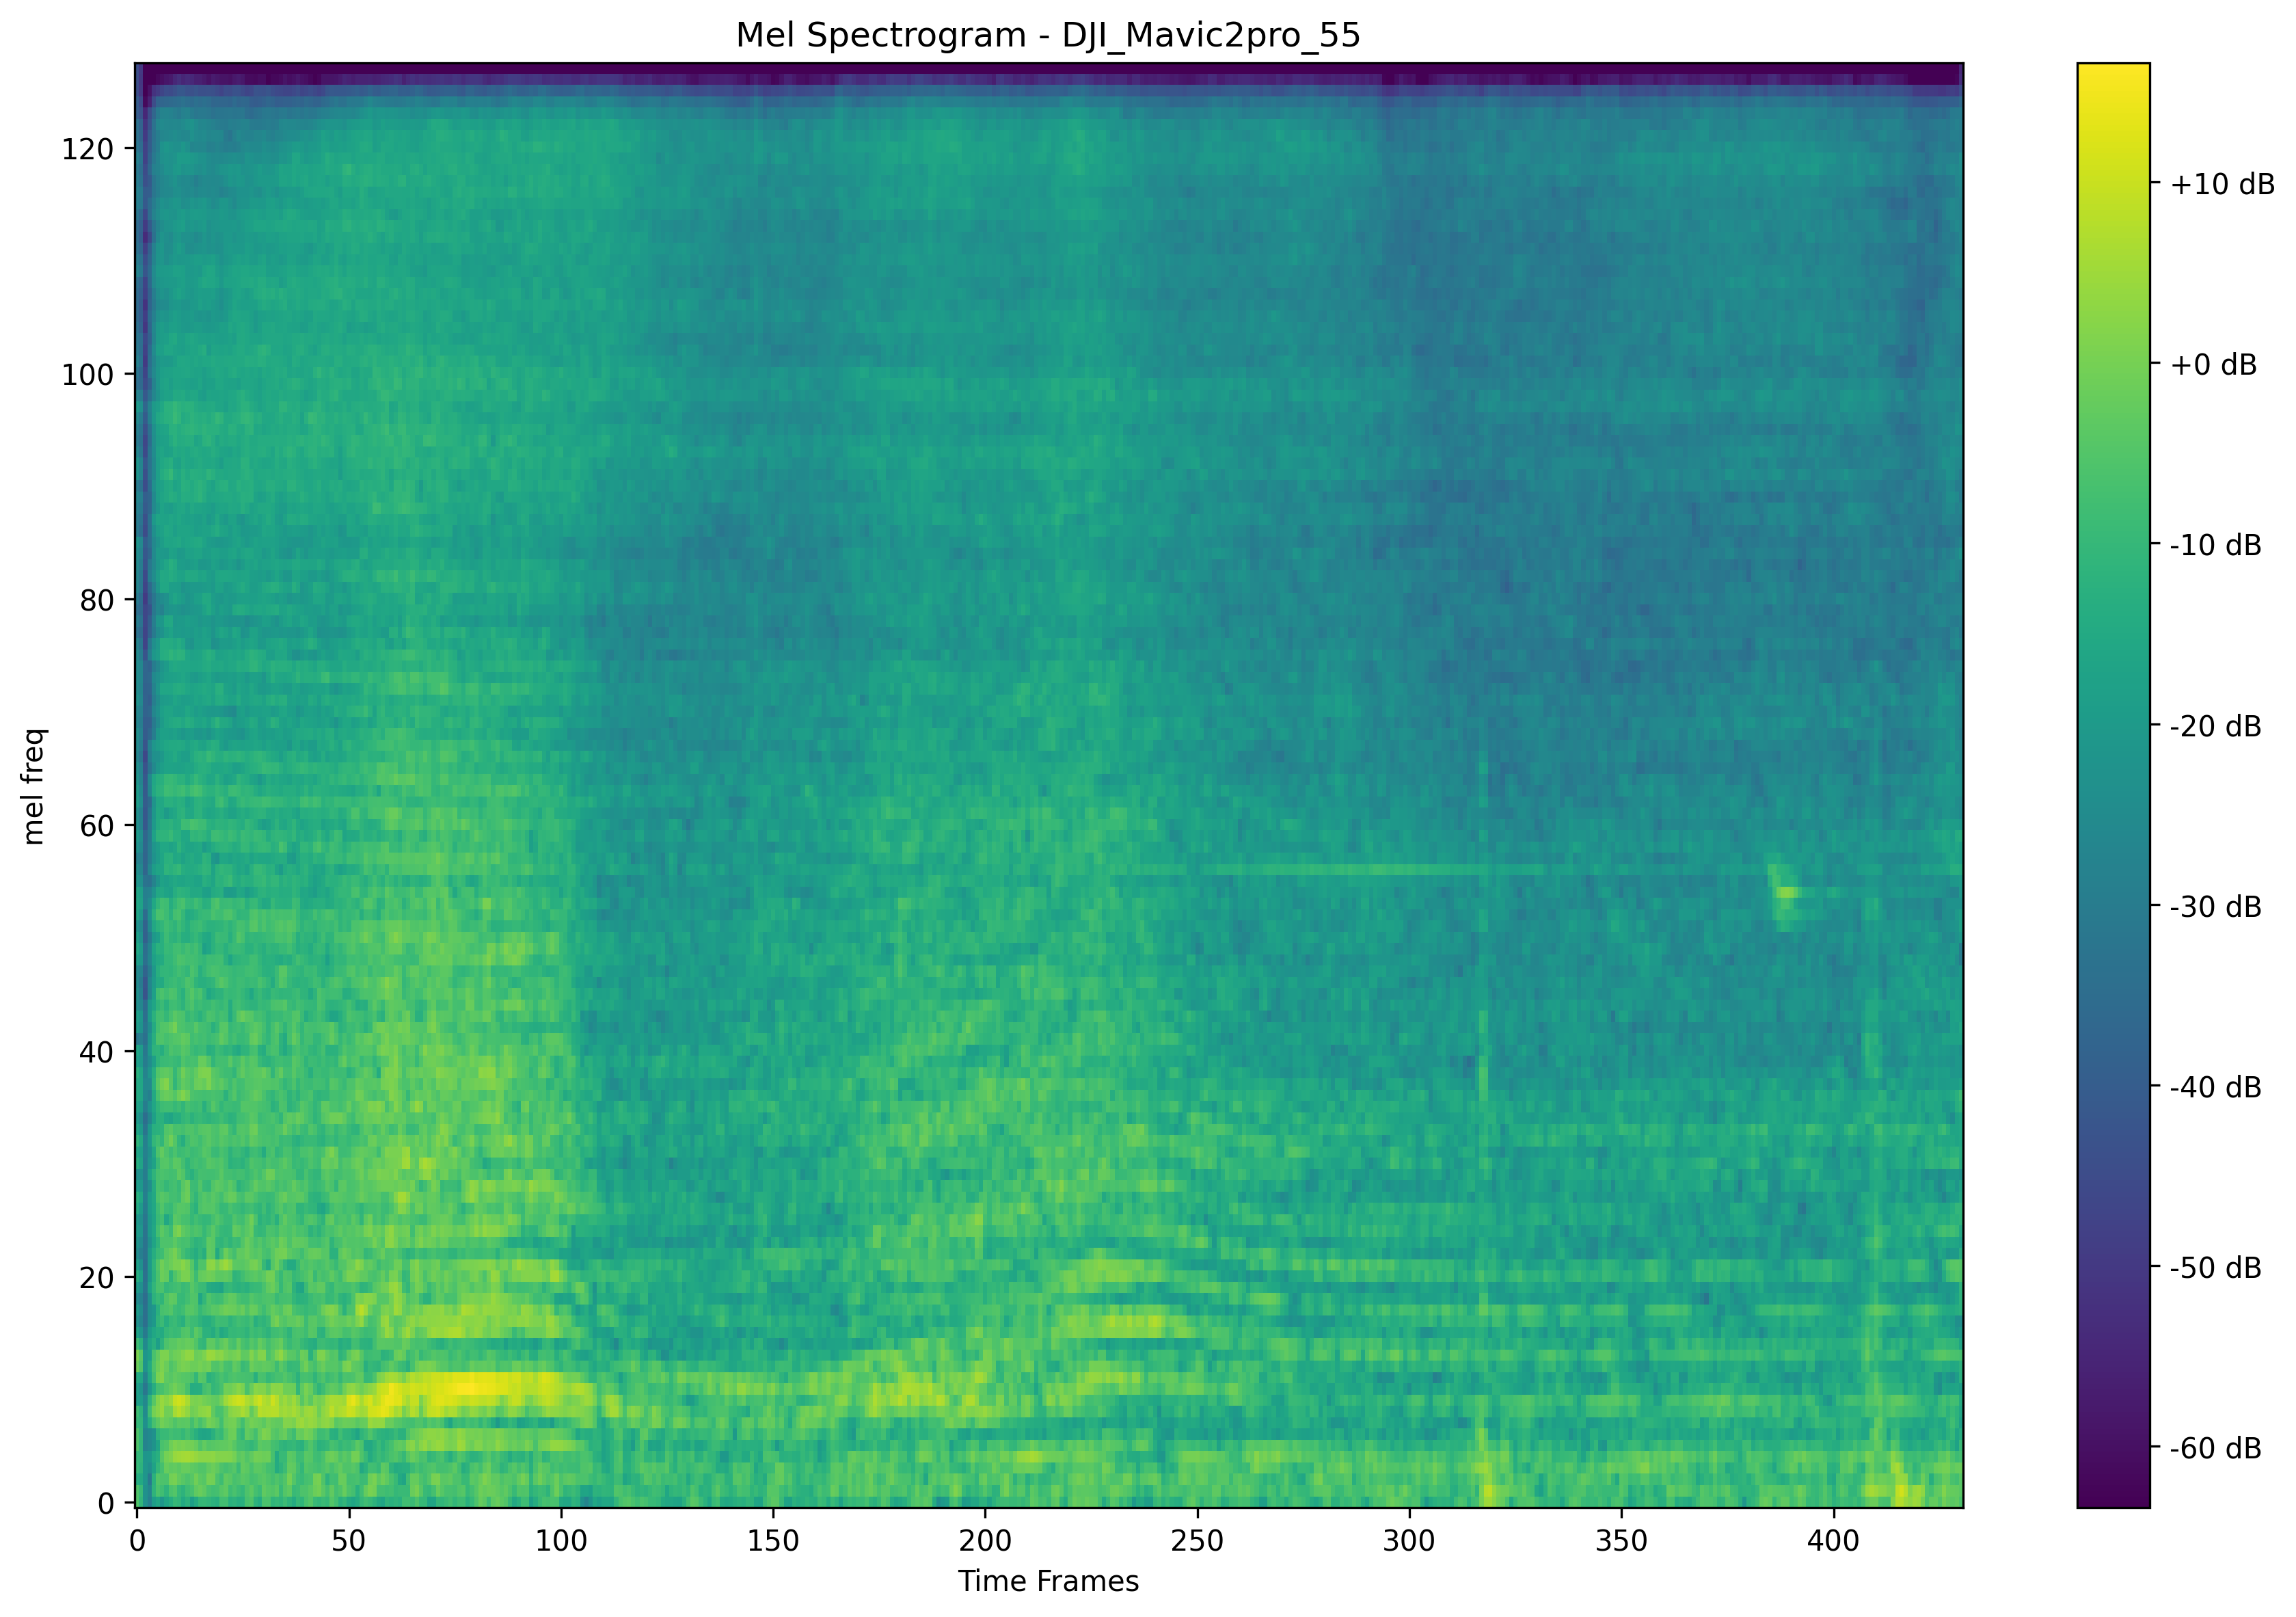 Mel Spectrogram - DJI_Mavic2pro_55
mel freq
120
100
80
60
40
20
0
0 50 100 150 200 250 300 350 400
Time Frames
+10 dB
+0 dB
-10 dB
-20 dB
-30 dB
-40 dB
-50 dB
-60 dB